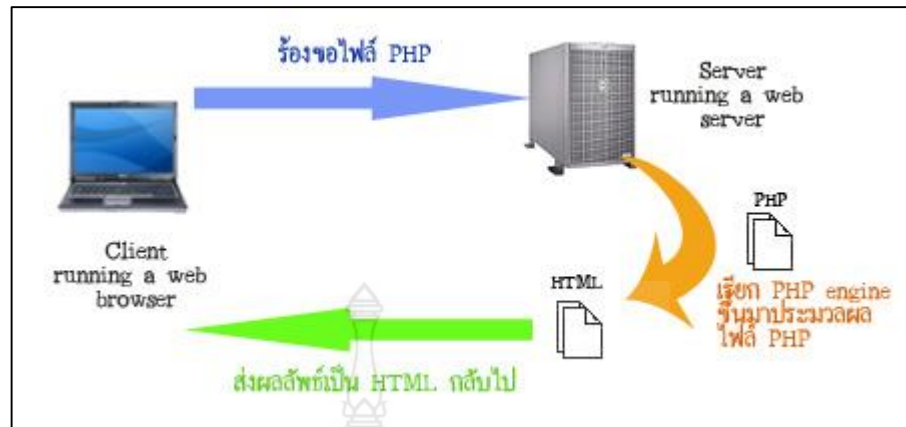 ร้องขอไฟล์ PHP
Server
running a web
server
Client
running a web
browser
PHP
HTML
เรียก PHP engine
ขึ้นมาประมวลผล
ไฟล์ PHP
ส่งผลลัพธ์เป็น HTML กลับไป